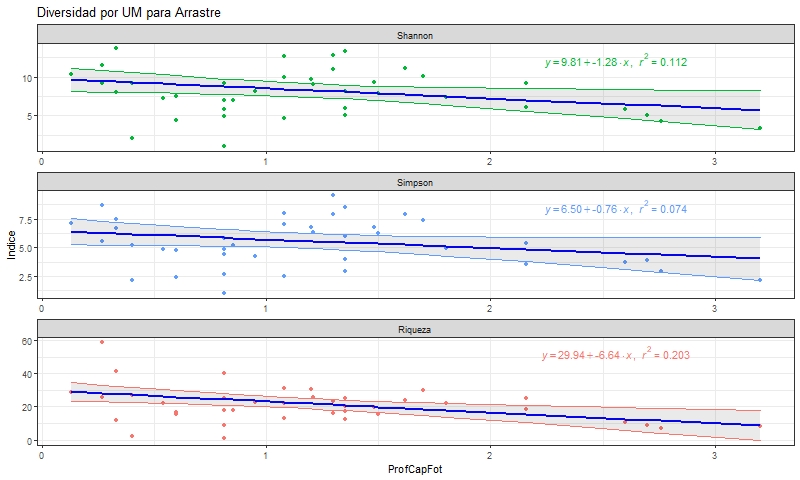 Diversidad por UM para Arrastre
Shannon
y = 9.81 + -1.28 · x, r² = 0.112
10
5
0 1 2 3
Simpson
y = 6.50 + -0.76 · x, r² = 0.074
7.5
5.0
2.5
0 1 2 3
Indice
Riqueza
y = 29.94 + -6.64 · x, r² = 0.203
60
40
20
0
0 1 2 3
ProfCapFot